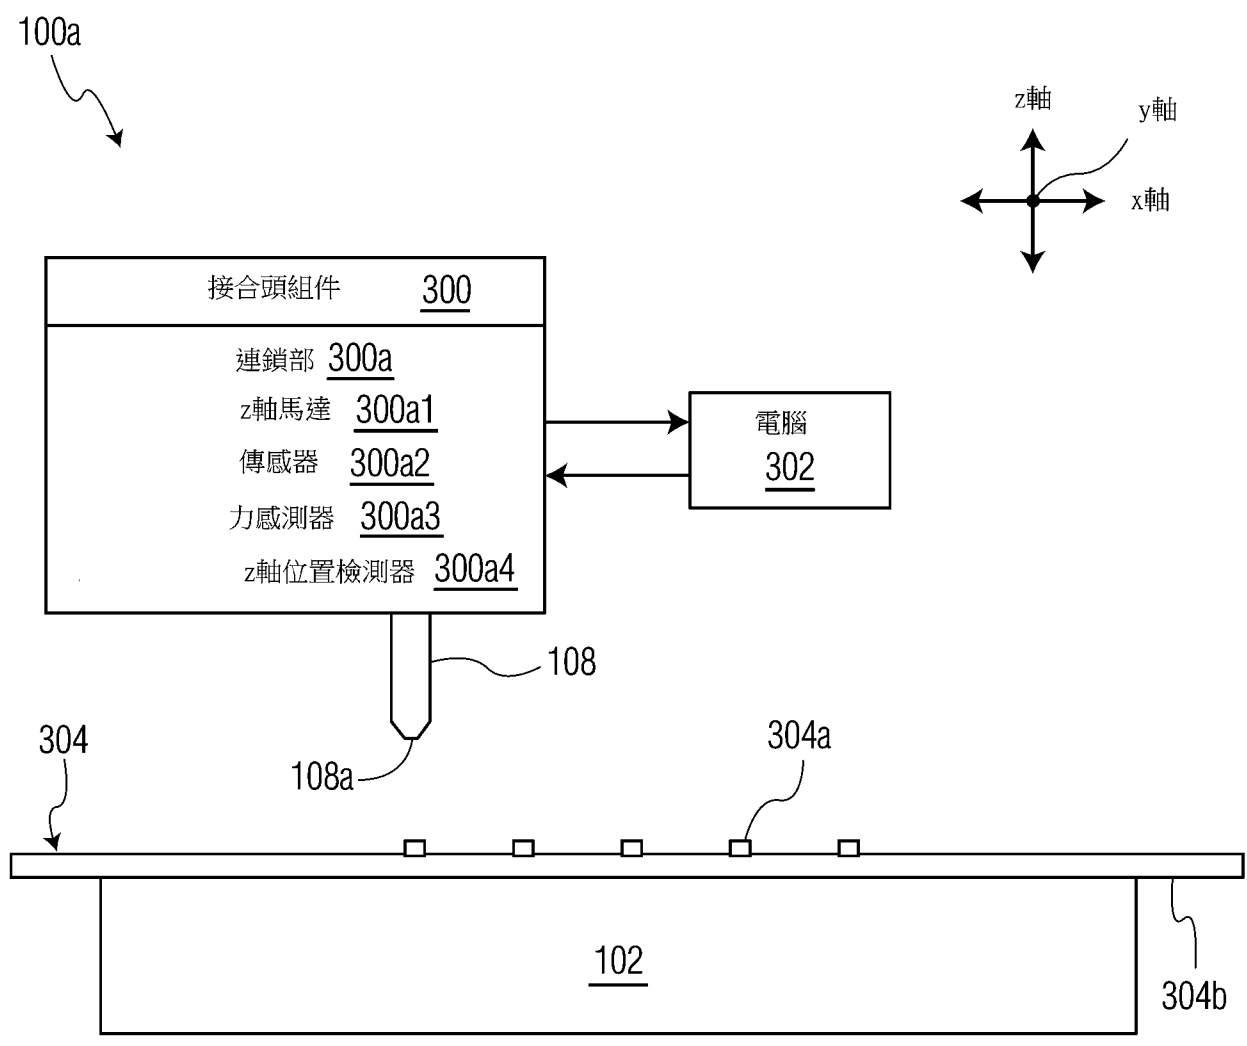 100a
z軸
y軸
x軸
接合頭組件 300
連鎖部 300a
z軸馬達 300a1
傳感器 300a2
力感測器 300a3
z軸位置檢測器 300a4
電腦
302
108
108a
304
304a
102
304b